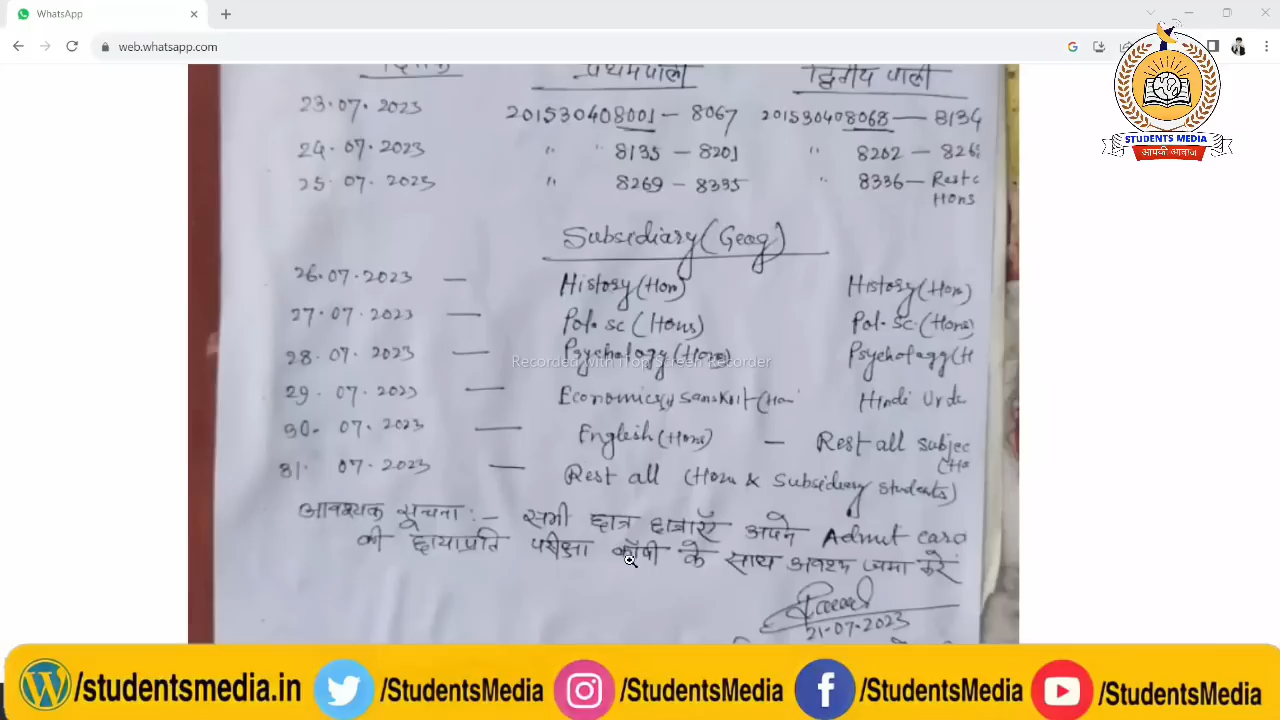 WhatsApp
web.whatsapp.com
STUDENTS MEDIA
आपकी आवाज
दिनांक प्रथम पाली द्वितीय पाली
23.07.2023 201530408001 - 8067 201530408068 - 8134
24.07.2023 " " 8135 - 8201 " 8202 - 826
25.07.2023 " 8269 - 8335 " 8336 - Rest
Hons
Subsidiary (Geog)
26.07.2023 - History (Hon) History (Hon)
27.07.2023 - Pol. sc (Hons) Pol. Sc. (Hons)
28.07.2023 - Psychology (Hons) Psychology (H
Recorded with iTop Screen Recorder
29.07.2023 - Economics, Sanskrit (Hon Hindi Urdu
30.07.2023 - English (Hons) - Rest all subjec
(Ho
31.07.2023 - Rest all (Hons & Subsidiary Students)
आवश्यक सूचना :- सभी छात्र छात्राएँ अपने Admit card
की छायाप्रति परीक्षा कॉपी के साथ अवश्य जमा करें
21.07.2023
/studentsmedia.in /StudentsMedia /StudentsMedia /StudentsMedia /StudentsMedia